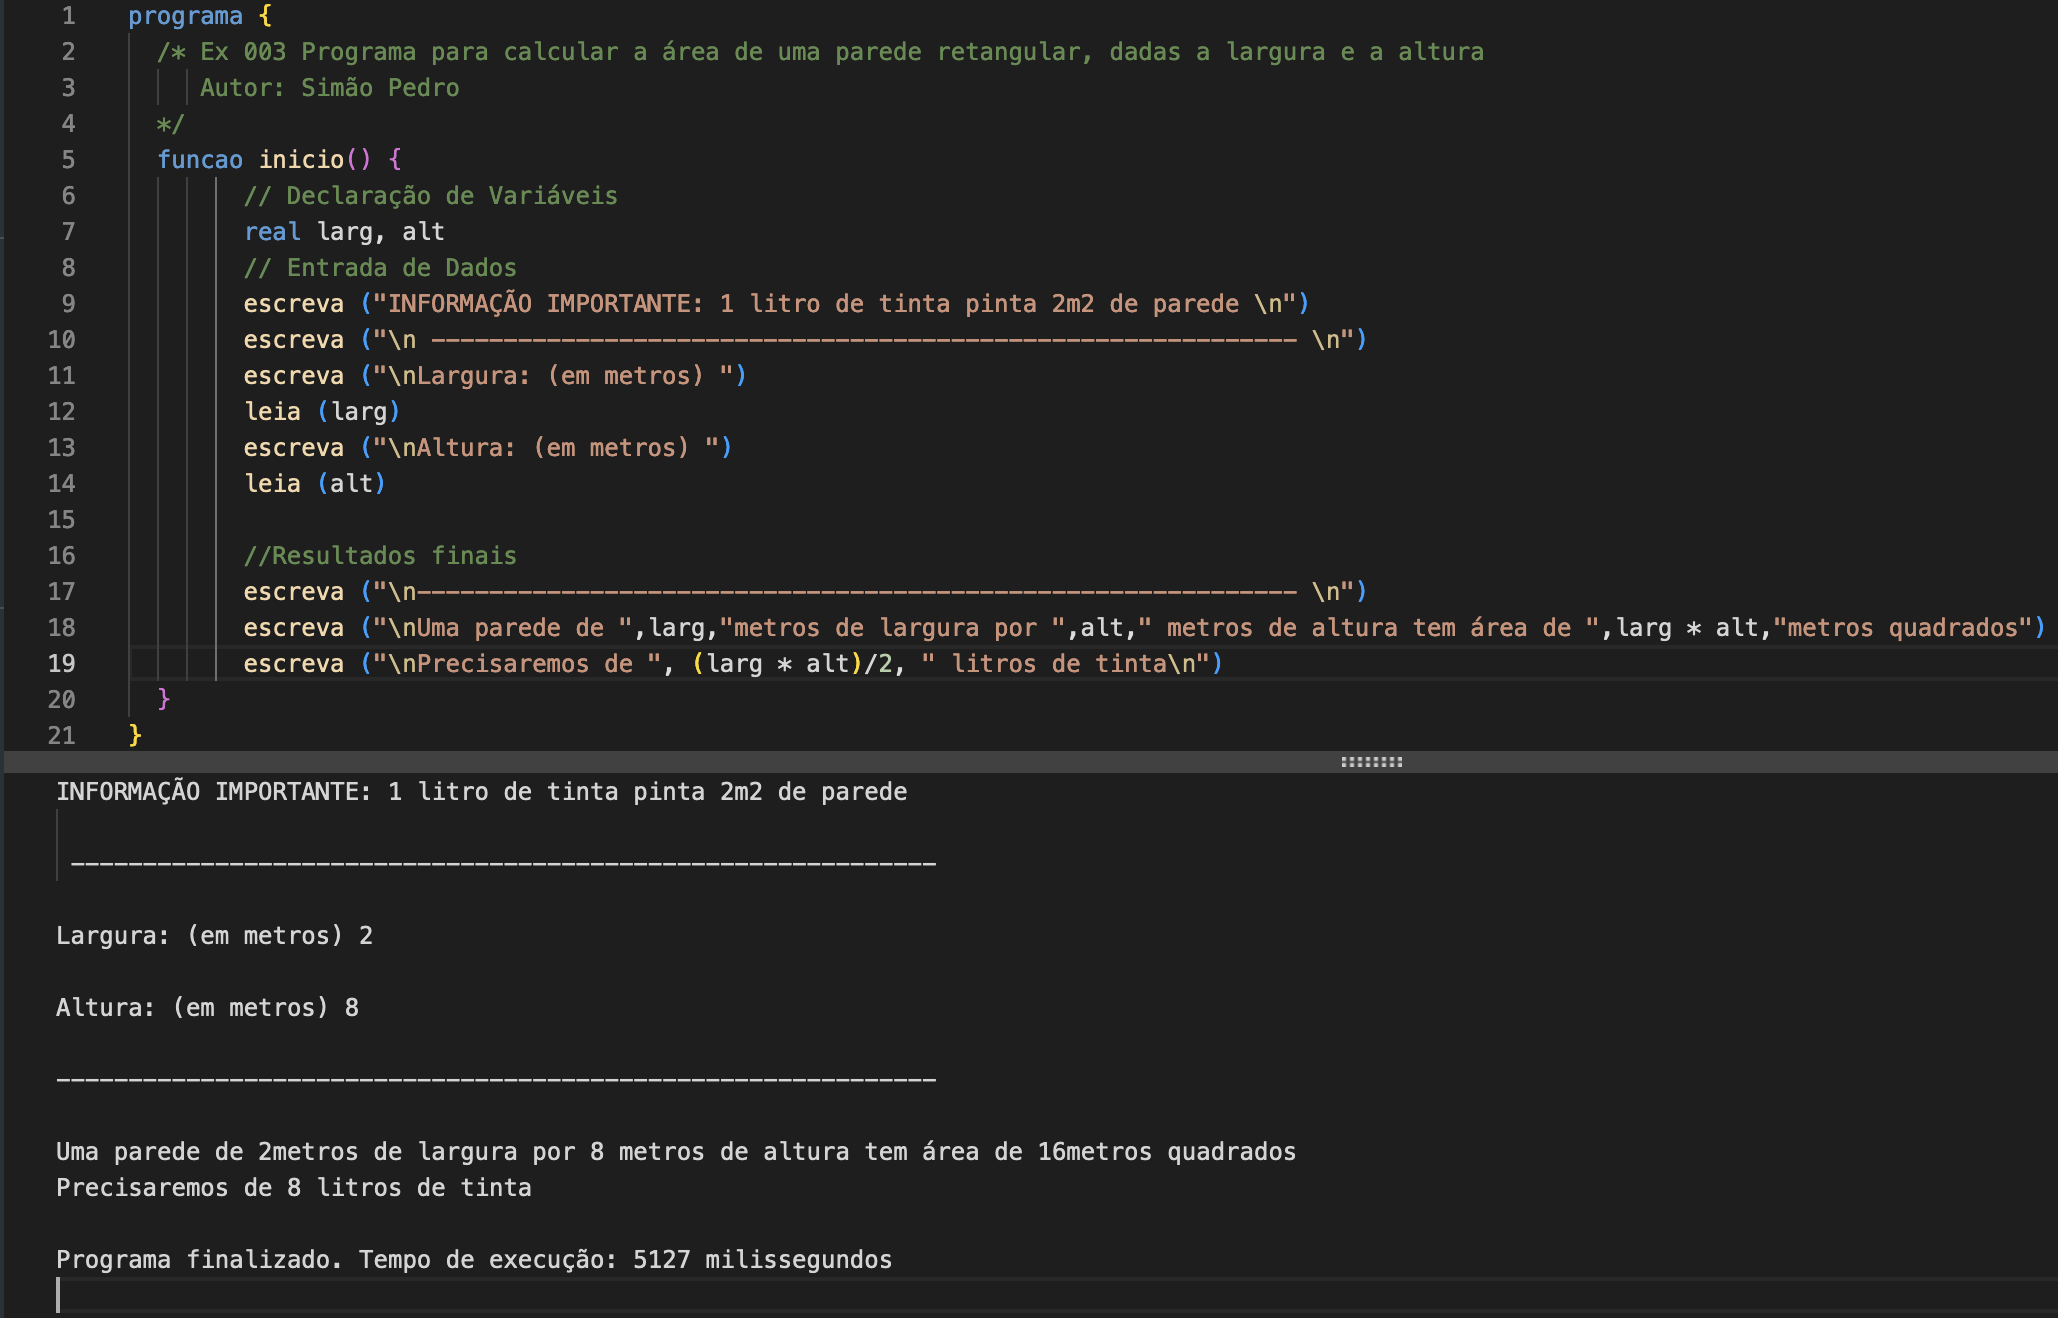 1 programa {
2 /* Ex 003 Programa para calcular a área de uma parede retangular, dadas a largura e a altura
3 Autor: Simão Pedro
4 */
5 funcao inicio() {
6 // Declaração de Variáveis
7 real larg, alt
8 // Entrada de Dados
9 escreva ("INFORMAÇÃO IMPORTANTE: 1 litro de tinta pinta 2m2 de parede \n")
10 escreva ("\n ------------------------------------------------------------ \n")
11 escreva ("\nLargura: (em metros) ")
12 leia (larg)
13 escreva ("\nAltura: (em metros) ")
14 leia (alt)
15
16 //Resultados finais
17 escreva ("\n------------------------------------------------------------- \n")
18 escreva ("\nUma parede de ",larg,"metros de largura por ",alt," metros de altura tem área de ",larg * alt,"metros quadrados")
19 escreva ("\nPrecisaremos de ", (larg * alt)/2, " litros de tinta\n")
20 }
21 }
INFORMAÇÃO IMPORTANTE: 1 litro de tinta pinta 2m2 de parede
------------------------------------------------------------
Largura: (em metros) 2
Altura: (em metros) 8
-------------------------------------------------------------
Uma parede de 2metros de largura por 8 metros de altura tem área de 16metros quadrados
Precisaremos de 8 litros de tinta
Programa finalizado. Tempo de execução: 5127 milissegundos